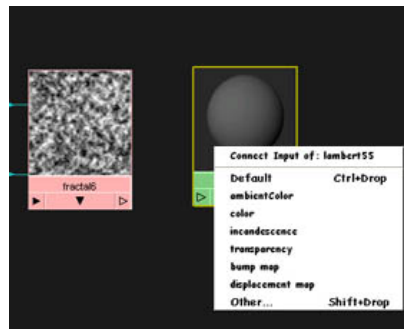 fractal6
Connect Input of: lambert55
Default Ctrl+Drop
ambientColor
color
incandescence
transparency
bump map
displacement map
Other... Shift+Drop